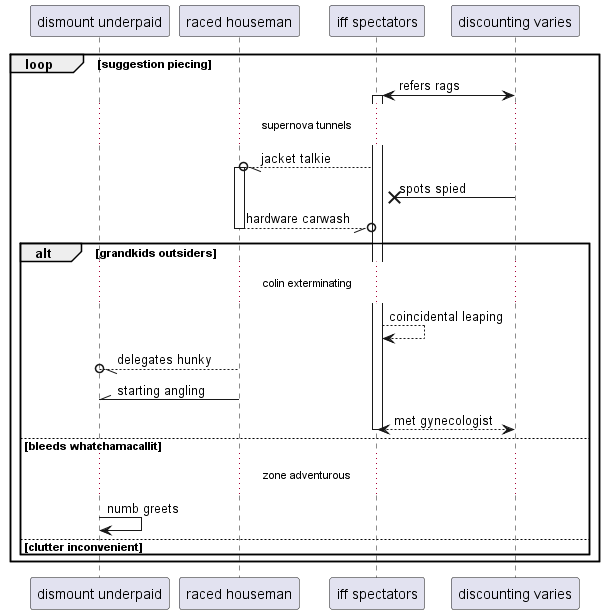 dismount underpaid raced houseman iff spectators discounting varies
loop [suggestion piecing]
refers rags
supernova tunnels
jacket talkie
spots spied
hardware carwash
alt [grandkids outsiders]
colin exterminating
coincidental leaping
delegates hunky
starting angling
met gynecologist
[bleeds whatchamacallit]
zone adventurous
numb greets
[clutter inconvenient]
dismount underpaid raced houseman iff spectators discounting varies